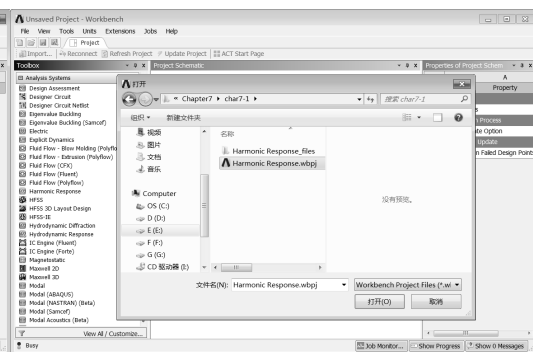 Unsaved Project - Workbench
File View Tools Units Extensions Jobs Help
Project
Import... Reconnect Refresh Project Update Project ACT Start Page
Toolbox
Project Schematic
Properties of Project Schem
Analysis Systems
Design Assessment
Designer Circuit
Designer Circuit Netlist
Eigenvalue Buckling
Eigenvalue Buckling (Samcef)
Electric
Explicit Dynamics
Fluid Flow - Blow Molding (Polyflo
Fluid Flow - Extrusion (Polyflow)
Fluid Flow (CFX)
Fluid Flow (Fluent)
Fluid Flow (Polyflow)
Harmonic Response
HFSS
HFSS 3D Layout Design
HFSS-IE
Hydrodynamic Diffraction
Hydrodynamic Response
IC Engine (Fluent)
IC Engine (Forte)
Magnetostatic
Maxwell 2D
Maxwell 3D
Modal
Modal (ABAQUS)
Modal (NASTRAN) (Beta)
Modal (Samcef)
Modal Acoustics (Beta)
View All / Customize...
打开
« Chapter7 char7-1
搜索 char7-1
组织 新建文件夹
视频
图片
文档
音乐
Computer
OS (C:)
D (D:)
E (E:)
F (F:)
G (G:)
CD 驱动器 (I:)
名称
Harmonic Response_files
Harmonic Response.wbpj
没有预览。
文件名(N): Harmonic Response.wbpj
Workbench Project Files (*.wl
打开(O) 取消
A
Property
n Process
ate Option
Update
n Failed Design Points
Busy
Job Monitor... Show Progress Show 0 Messages